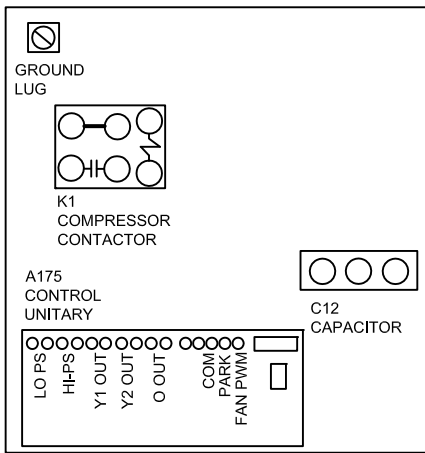 GROUND
LUG
K1
COMPRESSOR
CONTACTOR
A175
CONTROL
UNITARY
C12
CAPACITOR
LO PS
HI-PS
Y1 OUT
Y2 OUT
O OUT
COM
PARK
FAN PWM